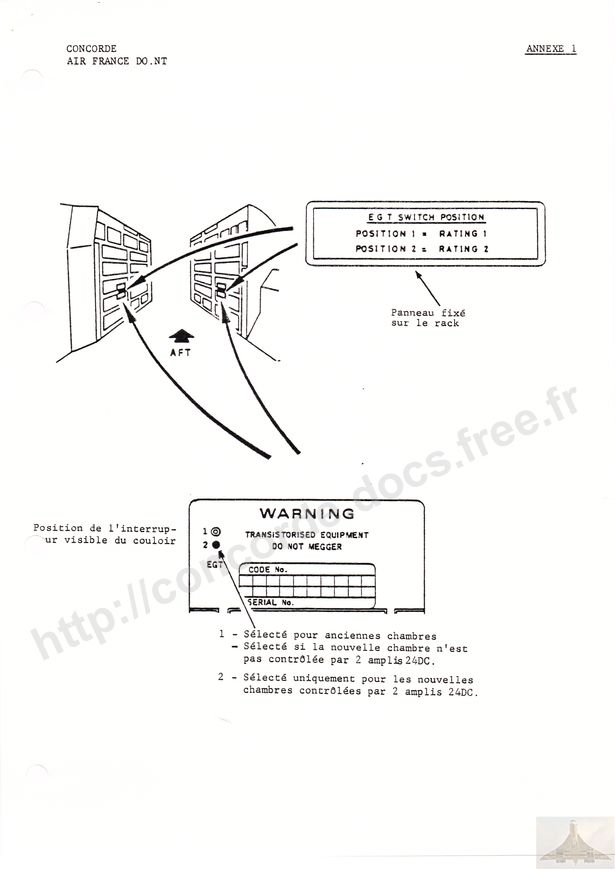 CONCORDE
AIR FRANCE DO.NT
ANNEXE 1
EGT SWITCH POSITION
POSITION 1 = RATING 1
POSITION 2 = RATING 2
Panneau fixé
sur le rack
AFT
http://concorde-docs.free.fr
WARNING
Position de l'interrup-
ur visible du couloir
1
TRANSISTORISED EQUIPMENT
2
DO NOT MEGGER
EGT
CODE No.
SERIAL No.
1 - Sélecté pour anciennes chambres
- Sélecté si la nouvelle chambre n'est
pas contrôlée par 2 amplis 24DC.
2 - Sélecté uniquement pour les nouvelles
chambres contrôlées par 2 amplis 24DC.